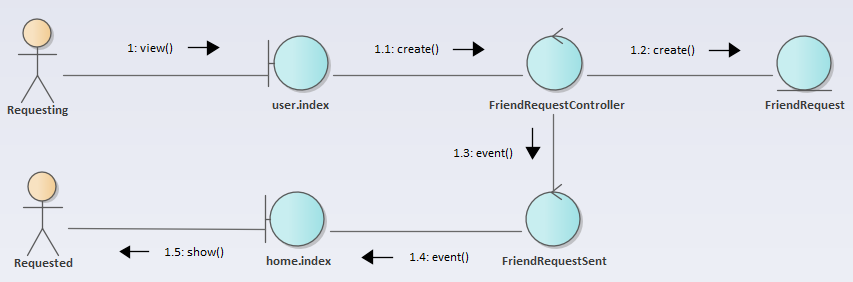 1: view()
1.1: create()
1.2: create()
Requesting
user.index
FriendRequestController
FriendRequest
1.3: event()
Requested
1.5: show()
home.index
1.4: event()
FriendRequestSent